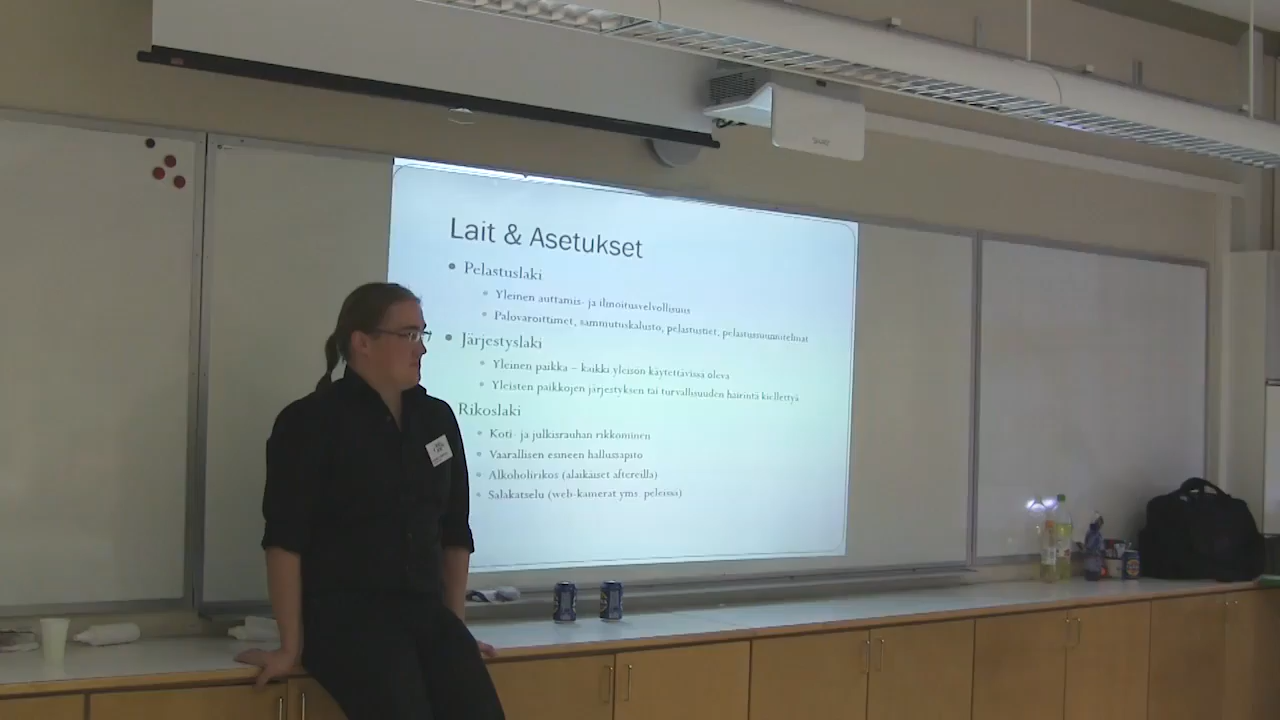 Lait & Asetukset
Pelastuslaki
Yleinen auttamis- ja ilmoitusvelvollisuus
Palovaroittimet, sammutuskalusto, pelastustiet, pelastussuunnitelmat
Järjestyslaki
Yleinen paikka – kaikki yleisön käytettävissä oleva
Yleisten paikkojen järjestyksen tai turvallisuuden häirintä kiellettyä
Rikoslaki
Koti- ja julkisrauhan rikkominen
Vaarallisen esineen hallussapito
Alkoholirikos (alaikäiset aftereilla)
Salakatselu (web-kamerat yms. peleissä)